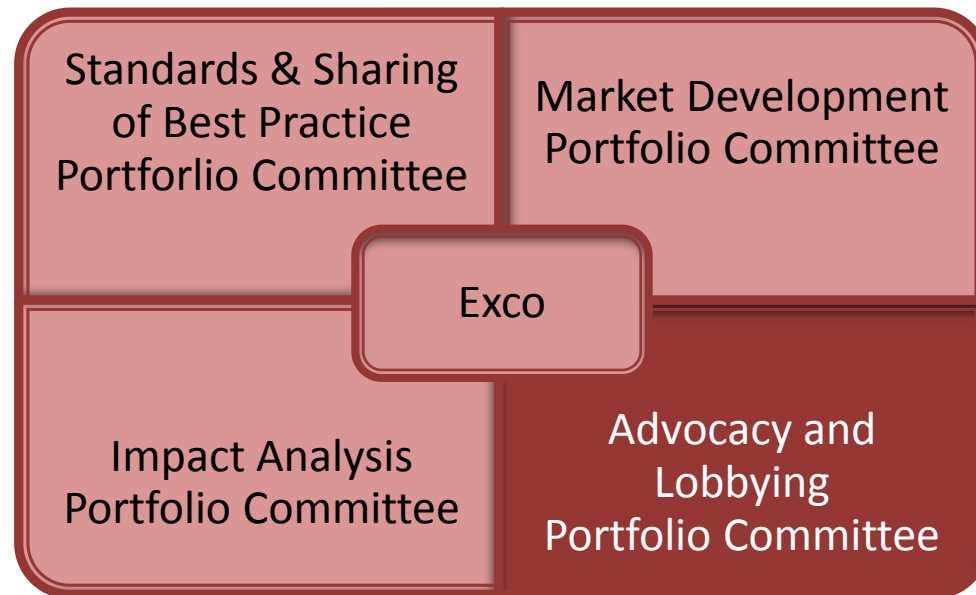 Standards & Sharing
of Best Practice
Portforlio Committee
Market Development
Portfolio Committee
Exco
Impact Analysis
Portfolio Committee
Advocacy and
Lobbying
Portfolio Committee